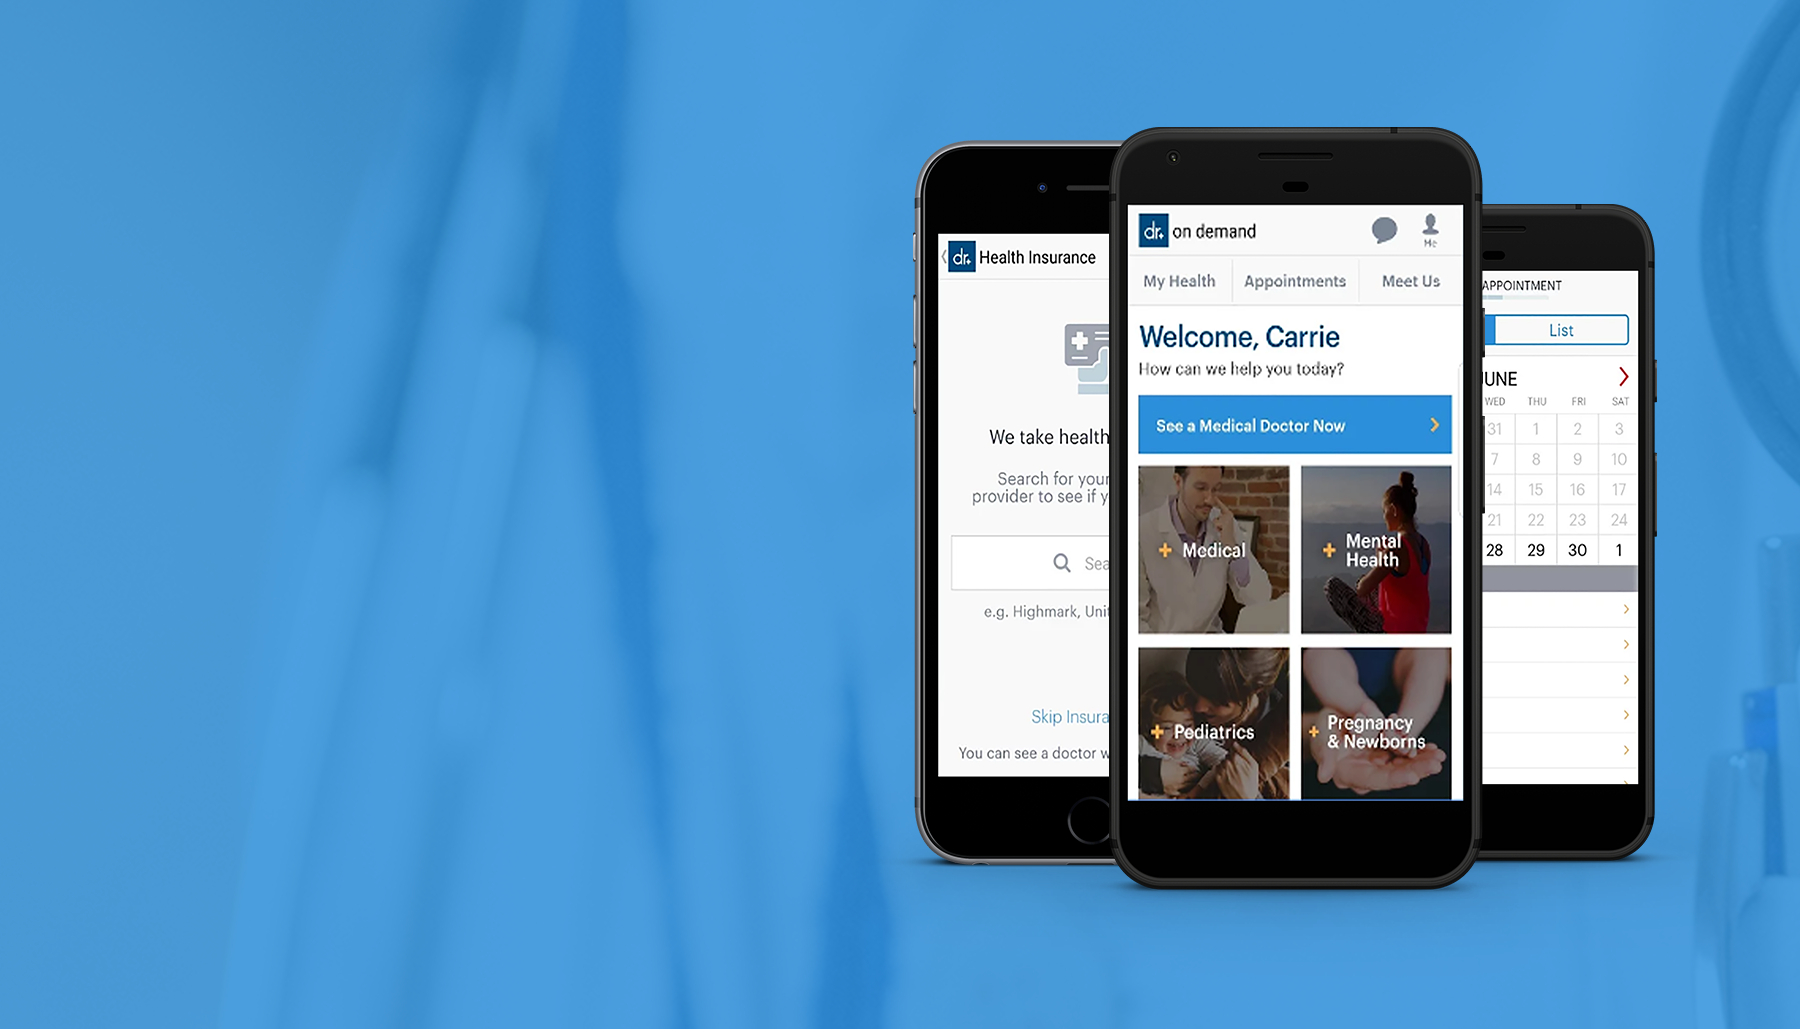 dr+ Health Insurance
We take health
Search for your
provider to see if y
Sea
e.g. Highmark, Unit
Skip Insura
You can see a doctor w
dr+ on demand
Me
My Health
Appointments
Meet Us
Welcome, Carrie
How can we help you today?
See a Medical Doctor Now
+ Medical
+ Mental
Health
+ Pediatrics
+ Pregnancy
& Newborns
APPOINTMENT
List
JUNE
WED THU FRI SAT
31 1 2 3
7 8 9 10
14 15 16 17
21 22 23 24
28 29 30 1